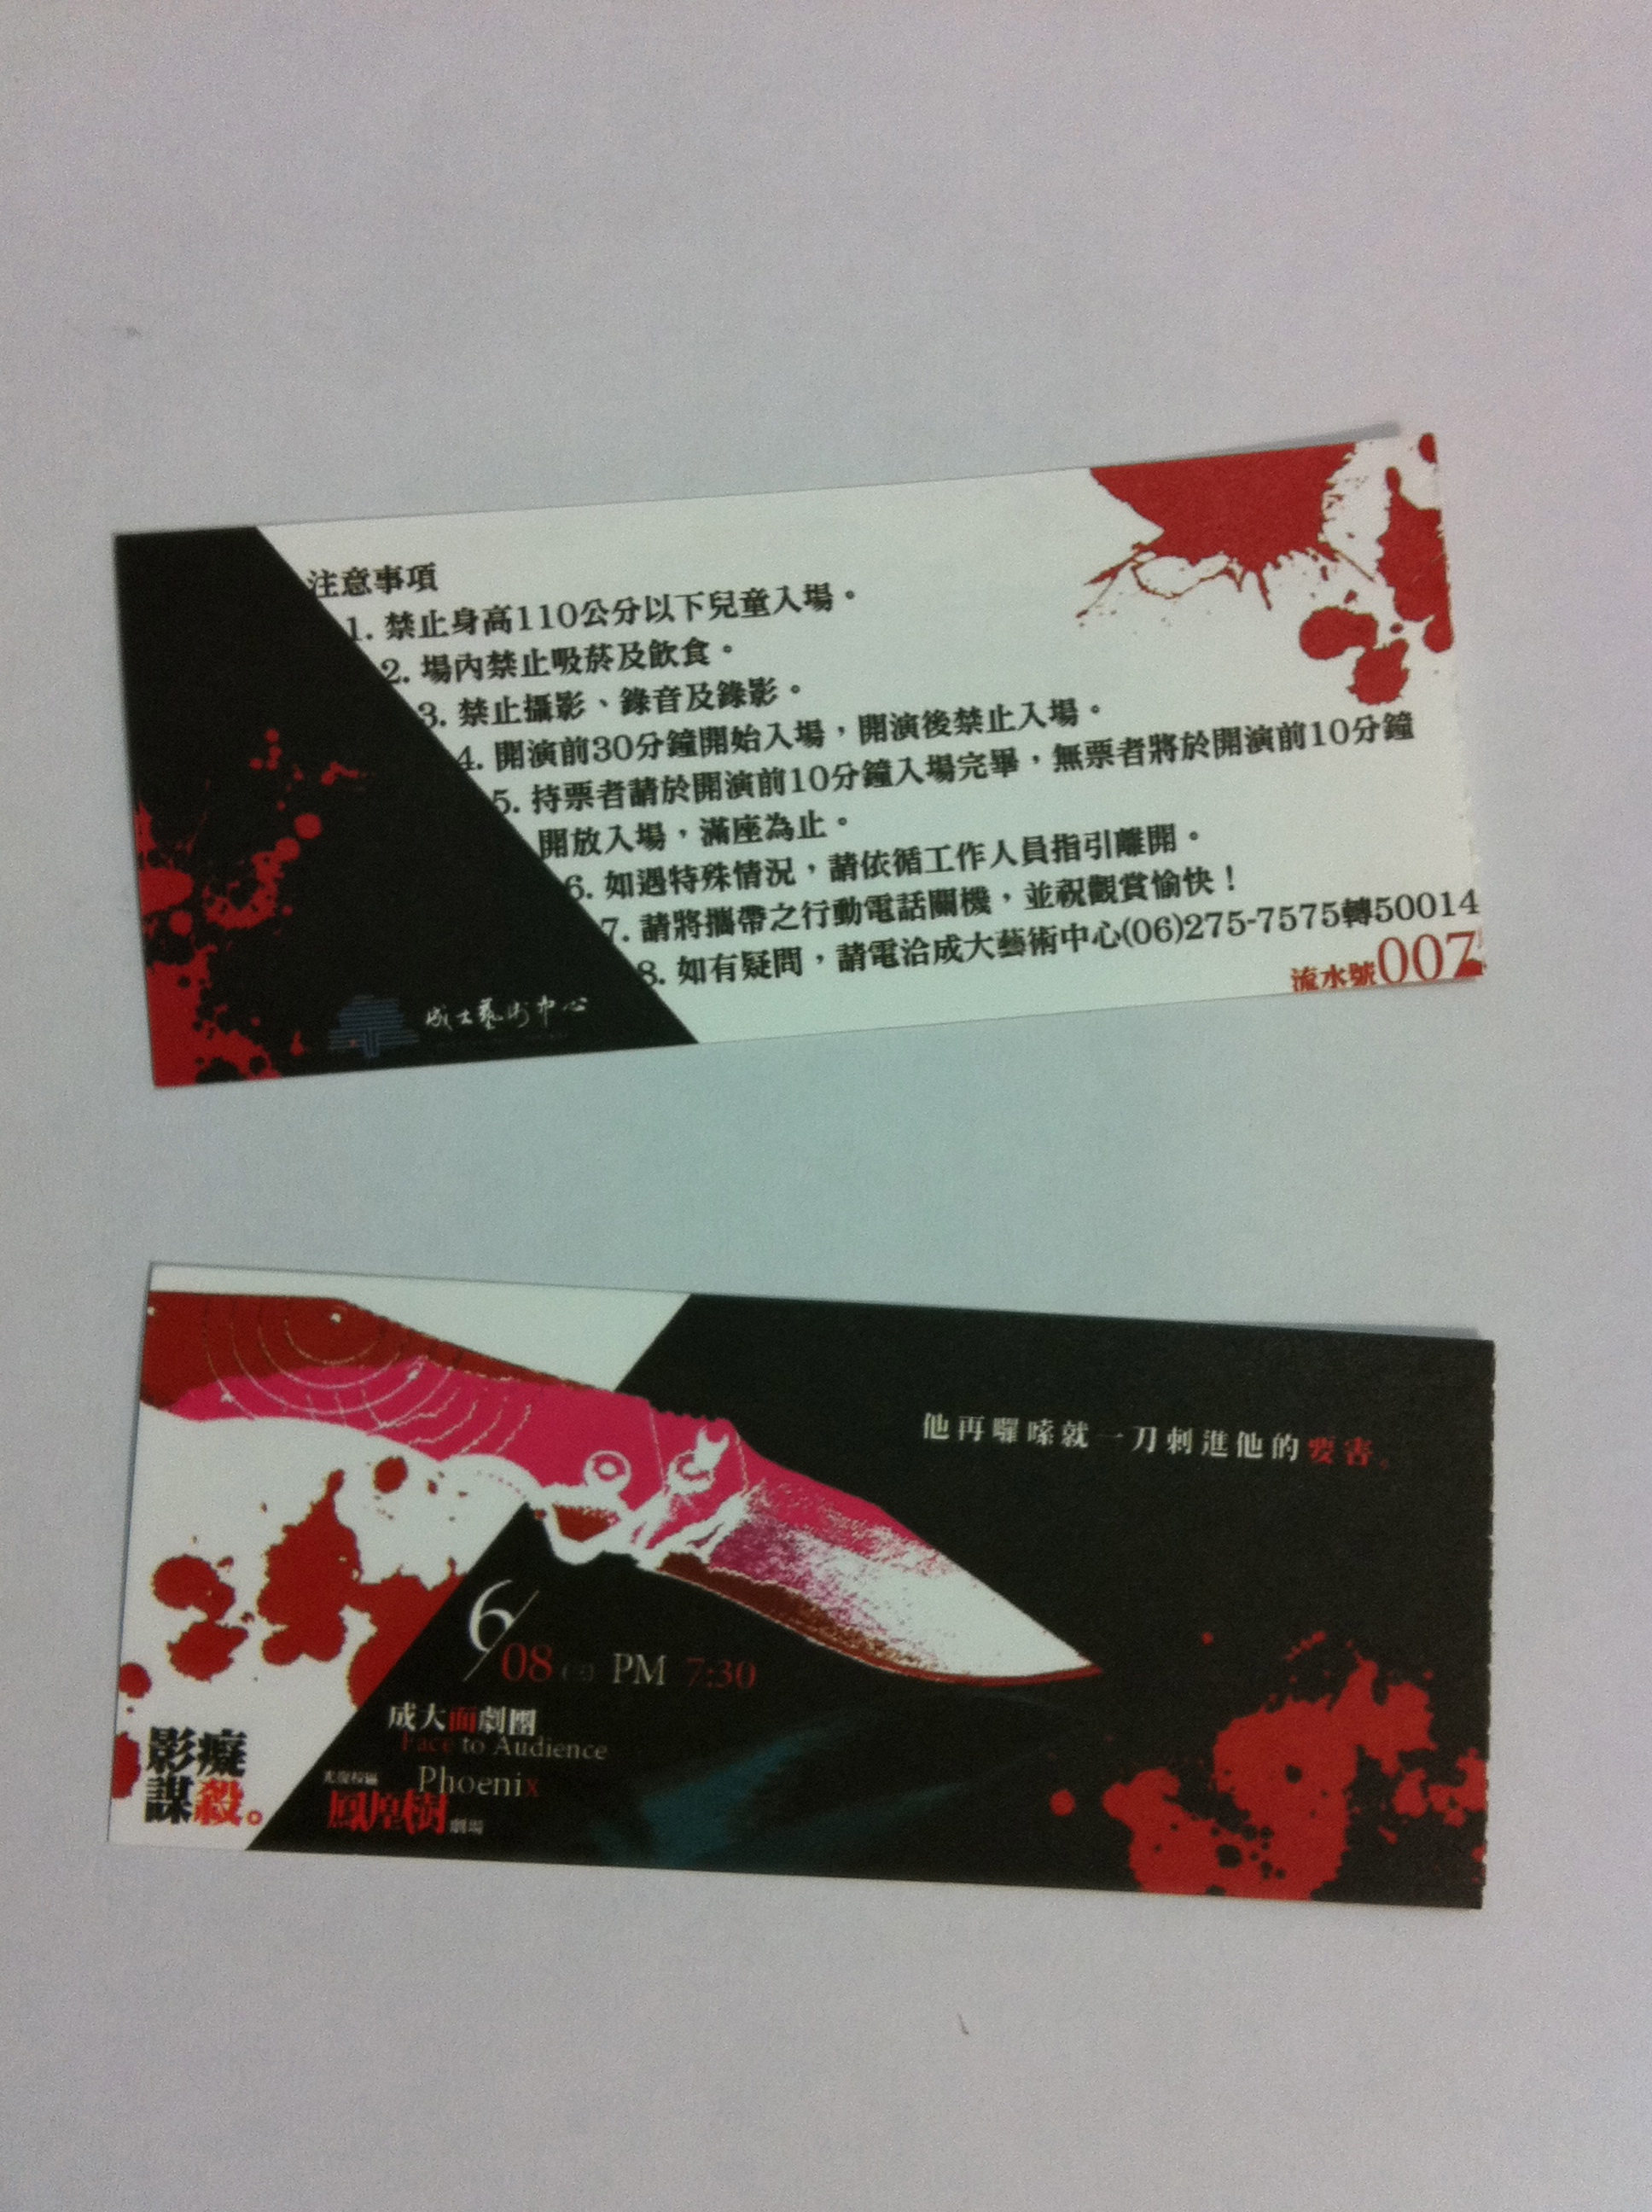 注意事項
1. 禁止身高110公分以下兒童入場。
2. 場內禁止吸菸及飲食。
3. 禁止攝影、錄音及錄影。
4. 開演前30分鐘開始入場,開演後禁止入場。
5. 持票者請於開演前10分鐘入場完畢,無票者將於開演前10分鐘
開放入場,滿座為止。
6. 如遇特殊情況,請依循工作人員指引離開。
7. 請將攜帶之行動電話關機,並祝觀賞愉快!
8. 如有疑問,請電洽成大藝術中心(06)275-7575轉50014
流水號007
成大藝術中心
他再囉嗦就一刀刺進他的要害。
6/08 PM 7:30
成大面劇團
Face to Audience
光復校區 Phoenix
鳳凰樹劇場
影癡
謀殺。